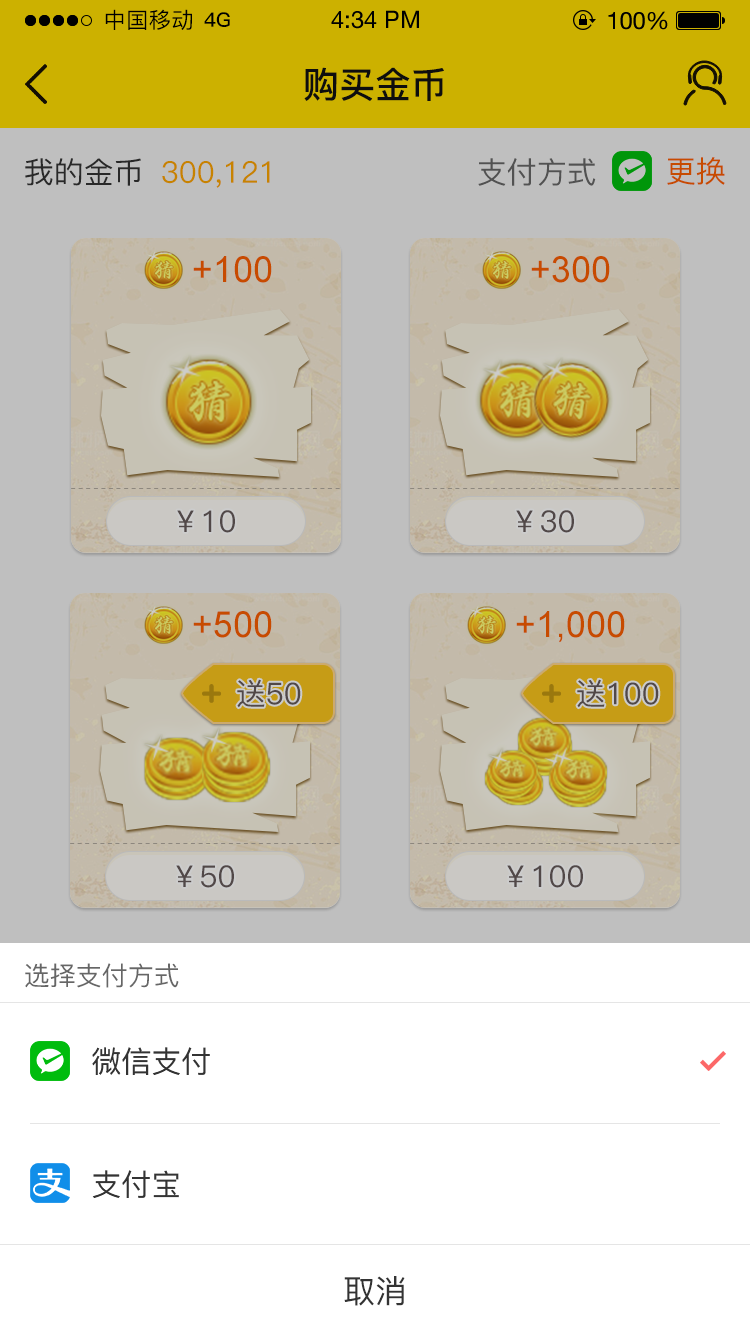 中国移动 4G 4:34 PM 100%
购买金币
我的金币 300,121 支付方式 更换
猜 +100 猜 +300
猜 猜猜
¥10 ¥30
猜 +500 猜 +1,000
+ 送50 + 送100
猜猜 猜猜猜
¥50 ¥100
选择支付方式
微信支付
支 支付宝
取消